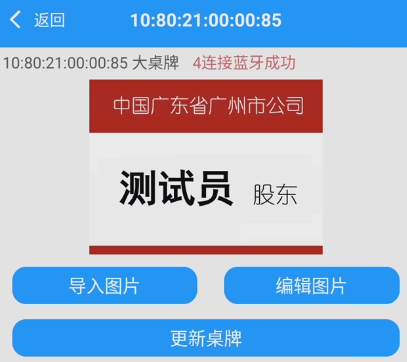 返回 10:80:21:00:00:85
10:80:21:00:00:85 大桌牌 4连接蓝牙成功
中国广东省广州市公司
测试员 股东
导入图片 编辑图片
更新桌牌